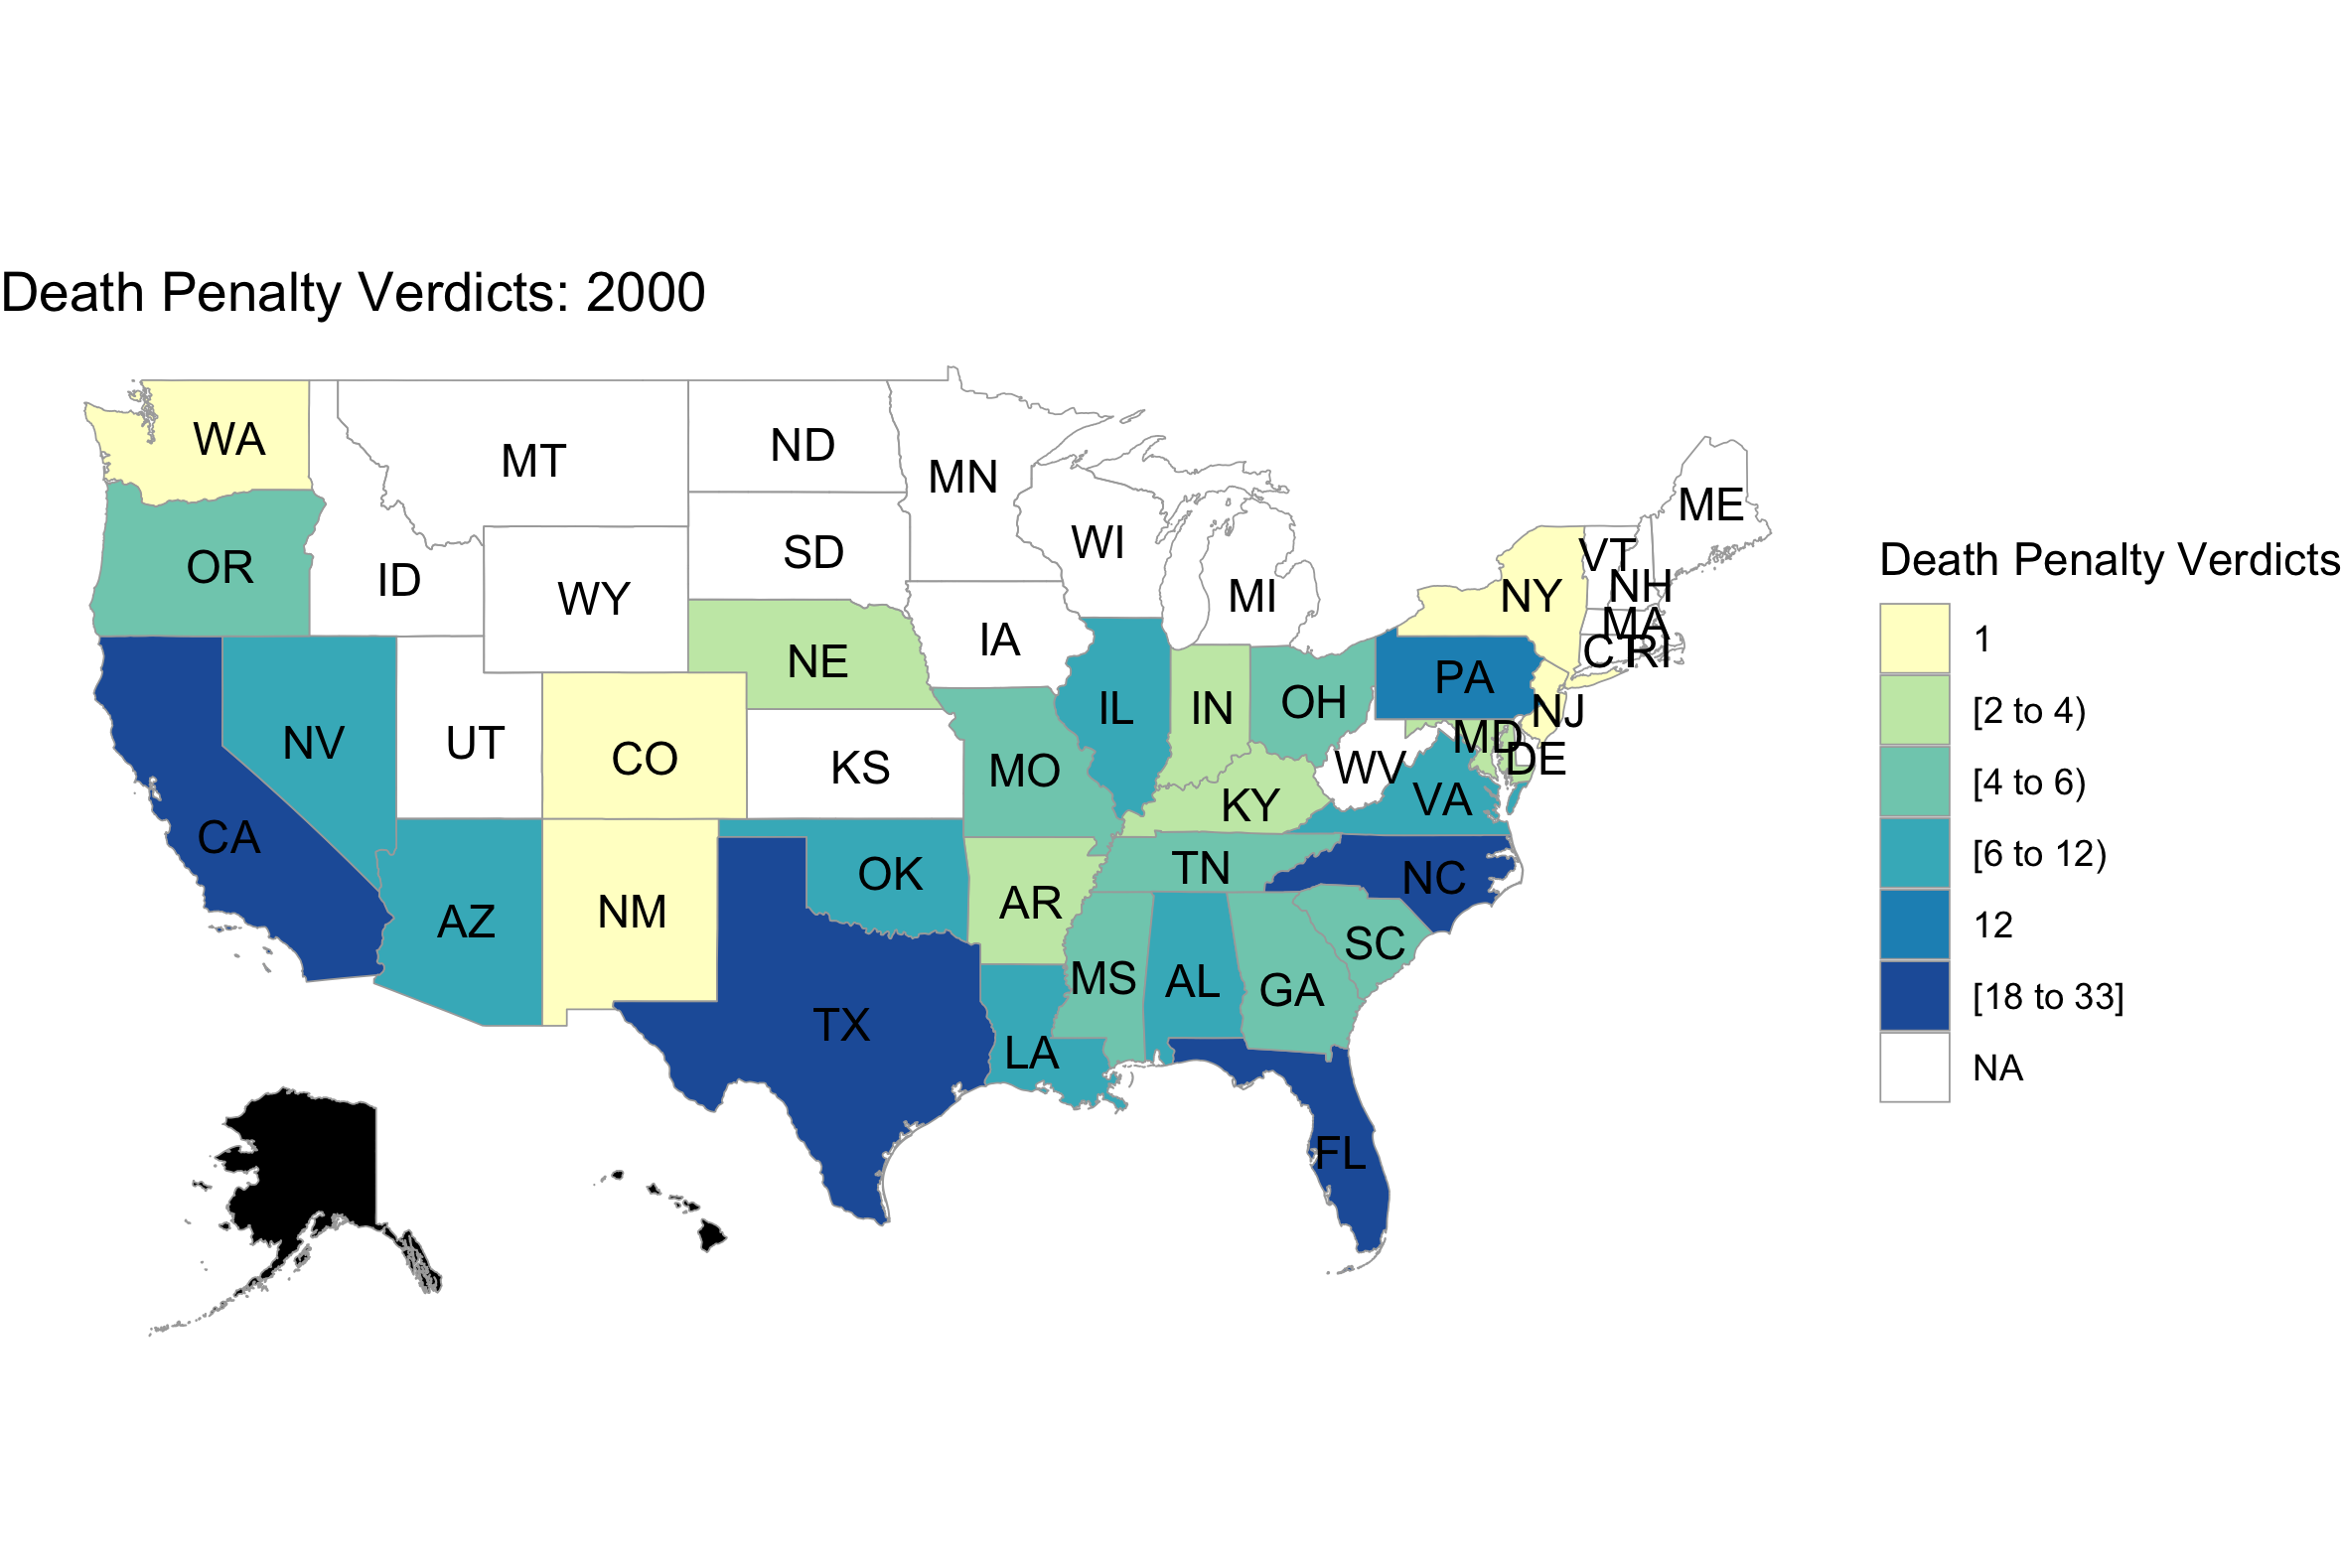 Death Penalty Verdicts: 2000
WA
MT
ND
MN
ME
OR
ID
WY
SD
WI
MI
NY
VT
NH
MA
CT
RI
NE
IA
NV
UT
CO
KS
MO
IL
IN
OH
PA
NJ
MD
DE
WV
VA
KY
CA
AZ
NM
OK
AR
TN
NC
SC
TX
LA
MS
AL
GA
FL
Death Penalty Verdicts
1
[2 to 4)
[4 to 6)
[6 to 12)
12
[18 to 33]
NA